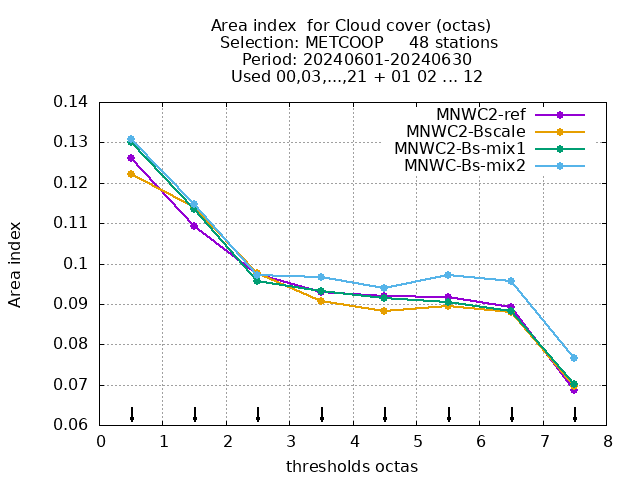 Area index  for Cloud cover (octas)
Selection: METCOOP     48 stations
Period: 20240601-20240630
Used 00,03,...,21 + 01 02 ... 12
MNWC2-ref
MNWC2-Bscale
MNWC2-Bs-mix1
MNWC-Bs-mix2
Area index
0.14
0.13
0.12
0.11
0.1
0.09
0.08
0.07
0.06
0 1 2 3 4 5 6 7 8
thresholds octas